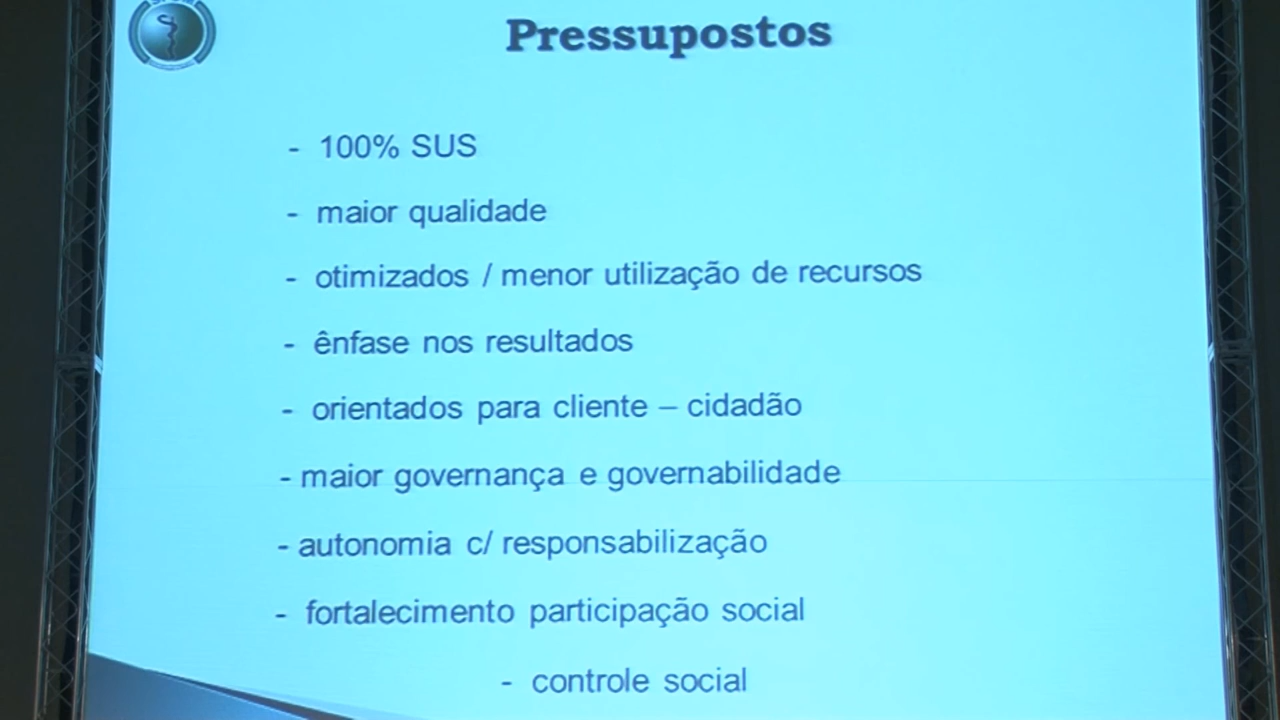 Pressupostos
- 100% SUS
- maior qualidade
- otimizados / menor utilização de recursos
- ênfase nos resultados
- orientados para cliente – cidadão
- maior governança e governabilidade
- autonomia c/ responsabilização
- fortalecimento participação social
- controle social